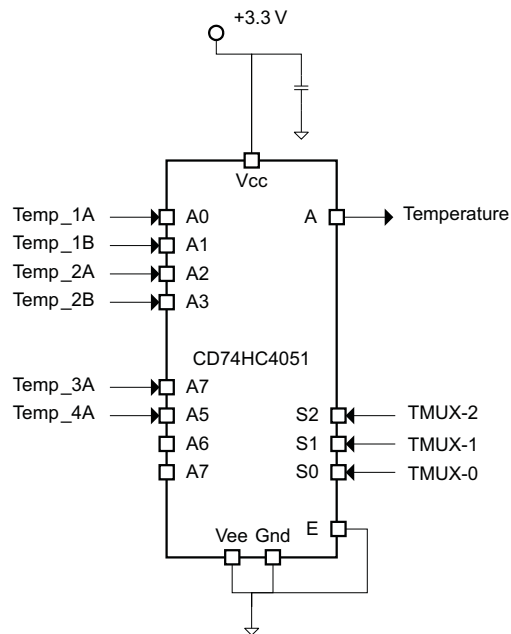 +3.3 V
Vcc
Temp_1A A0 A Temperature
Temp_1B A1
Temp_2A A2
Temp_2B A3
CD74HC4051
Temp_3A A7
Temp_4A A5 S2 TMUX-2
A6 S1 TMUX-1
A7 S0 TMUX-0
E
Vee Gnd